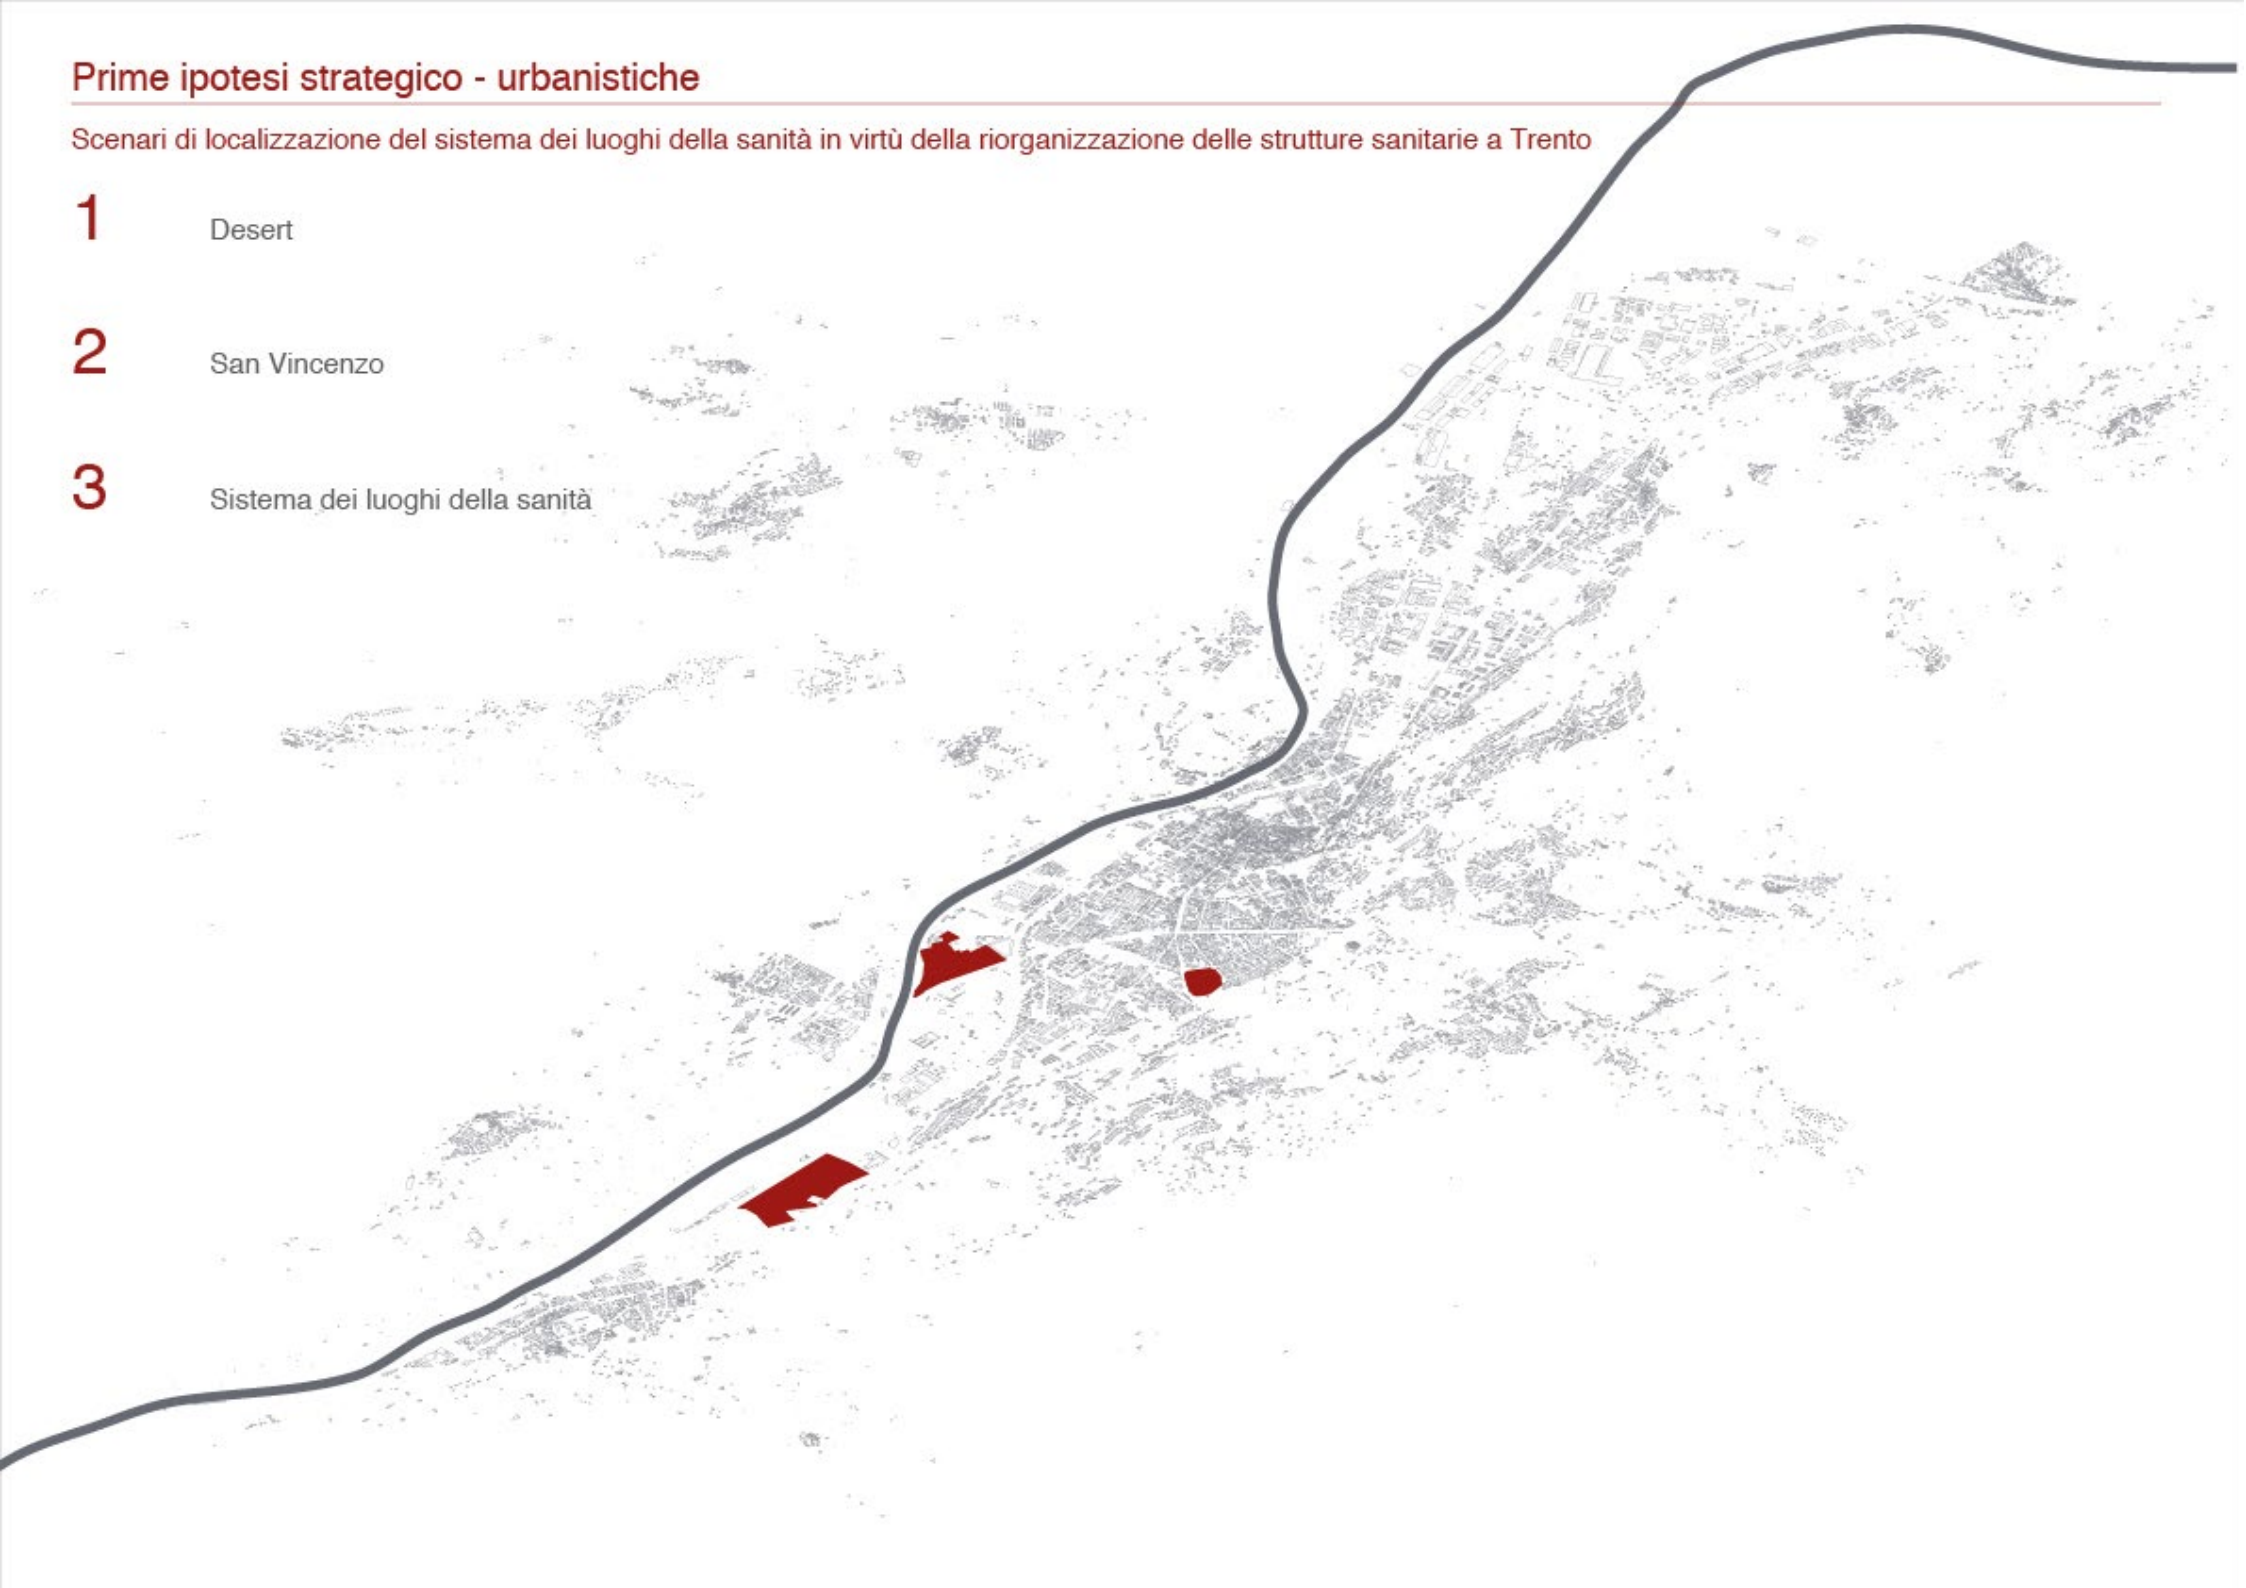 Prime ipotesi strategico - urbanistiche
Scenari di localizzazione del sistema dei luoghi della sanità in virtù della riorganizzazione delle strutture sanitarie a Trento
1 Desert
2 San Vincenzo
3 Sistema dei luoghi della sanità